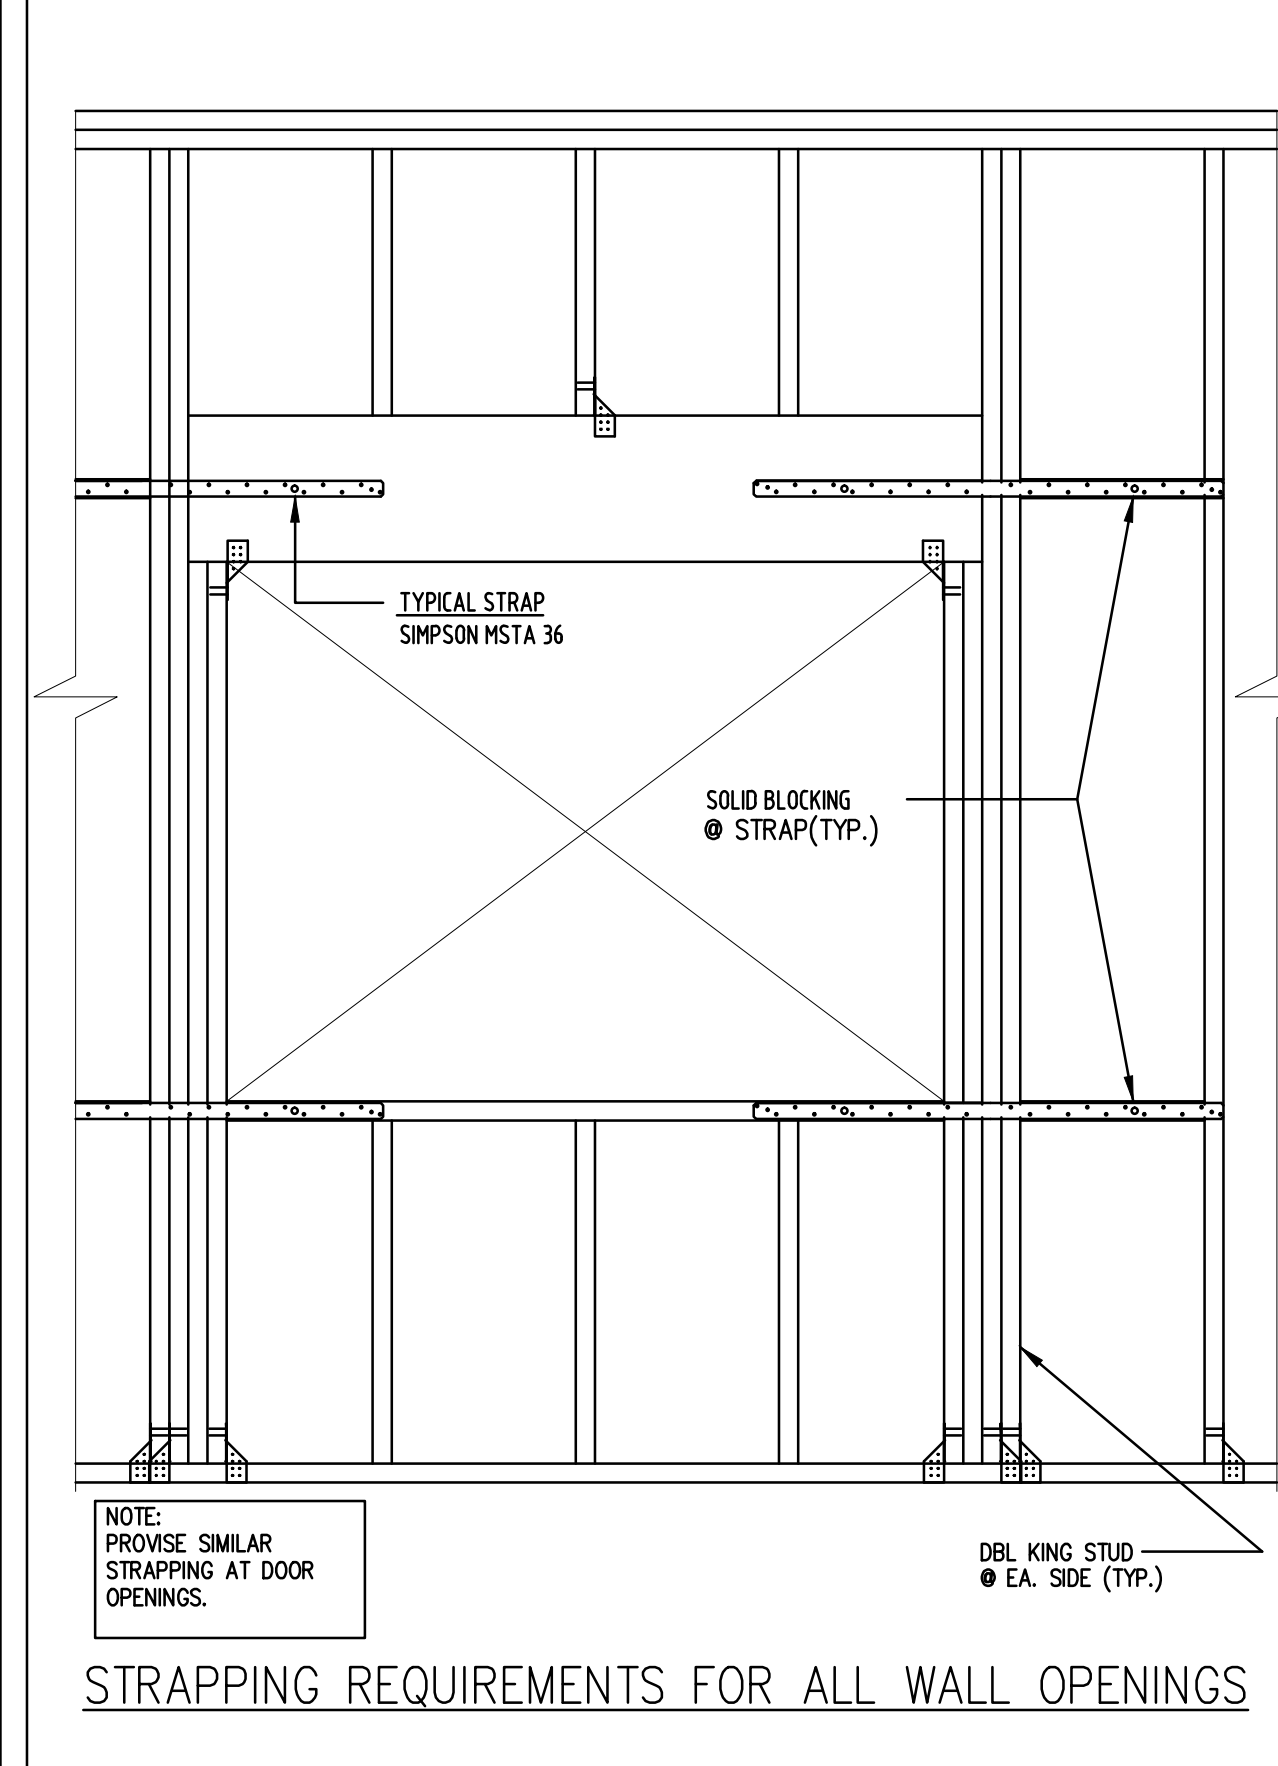 TYPICAL STRAP
SIMPSON MSTA 36
SOLID BLOCKING
@ STRAP(TYP.)
NOTE:
PROVISE SIMILAR
STRAPPING AT DOOR
OPENINGS.
DBL KING STUD
@ EA. SIDE (TYP.)
STRAPPING REQUIREMENTS FOR ALL WALL OPENINGS